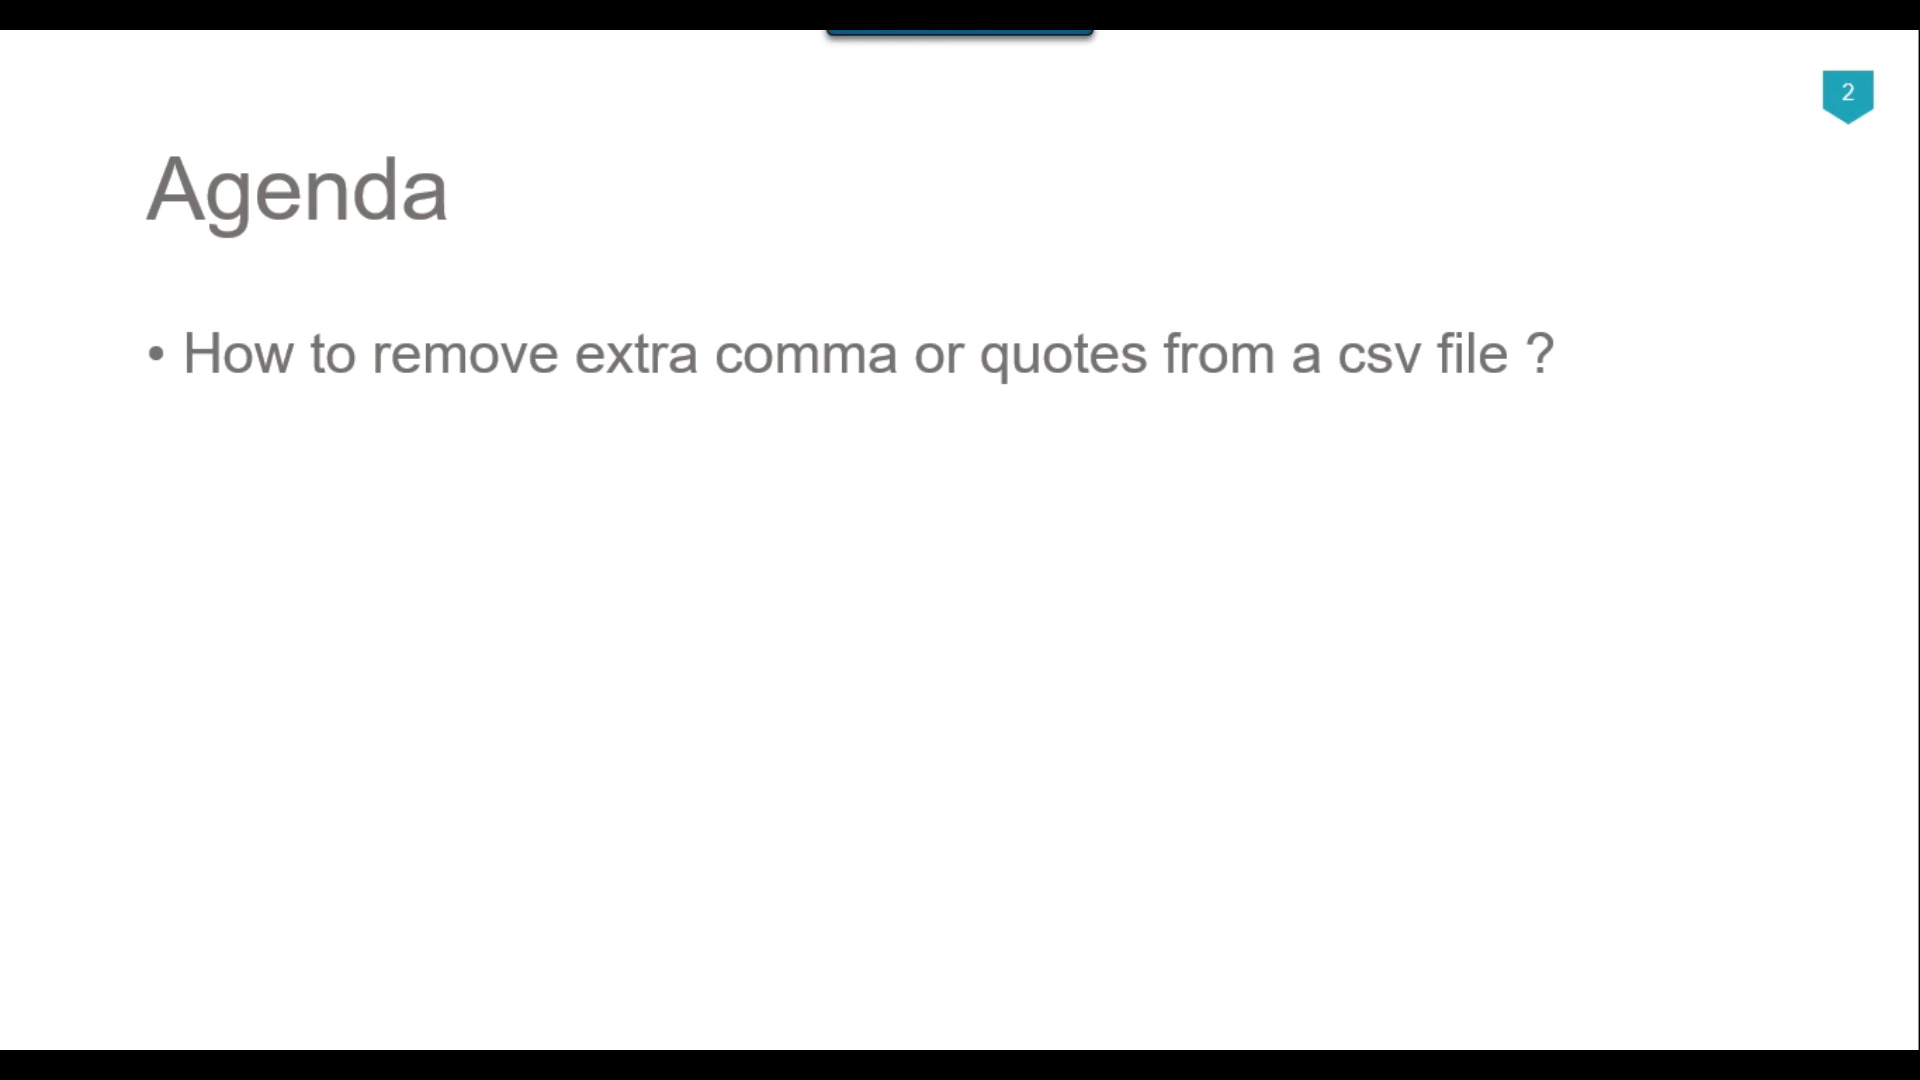 2
Agenda
• How to remove extra comma or quotes from a csv file ?